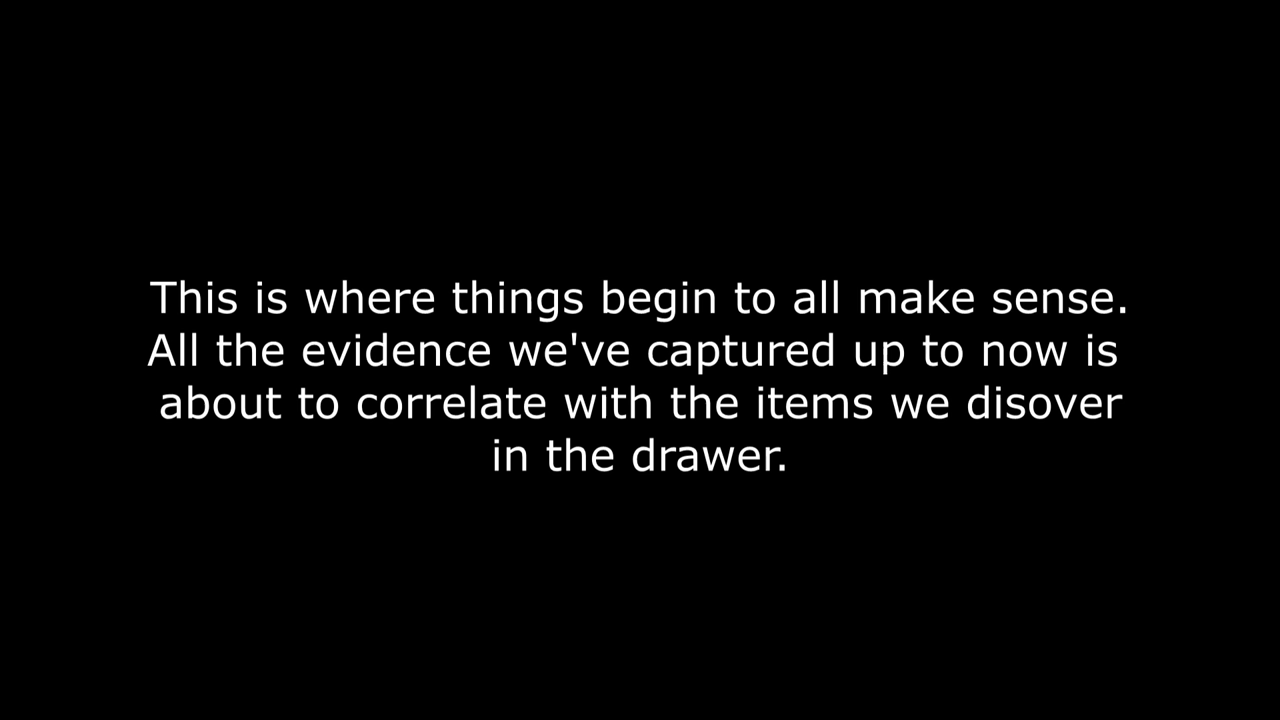 This is where things begin to all make sense.
All the evidence we've captured up to now is
about to correlate with the items we disover
in the drawer.